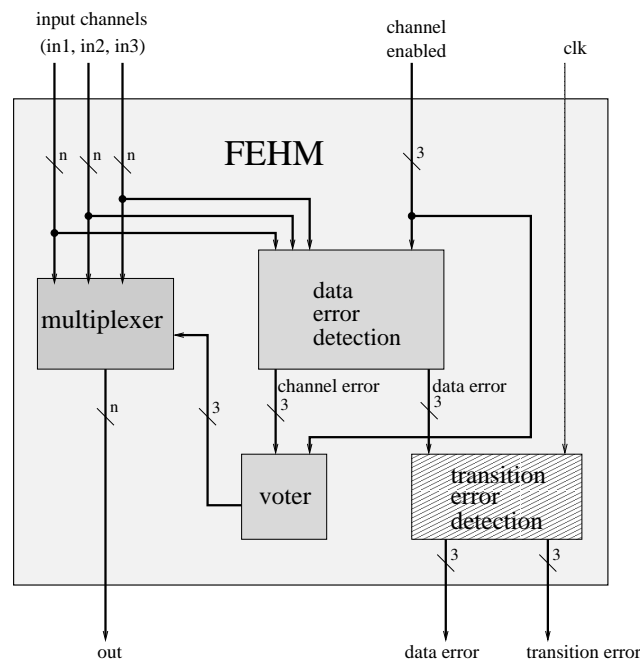 input channels
(in1, in2, in3)
channel
enabled
clk
n
n
n
3
FEHM
multiplexer
data
error
detection
channel error
data error
n
3
3
3
voter
transition
error
detection
3
3
out
data error
transition error